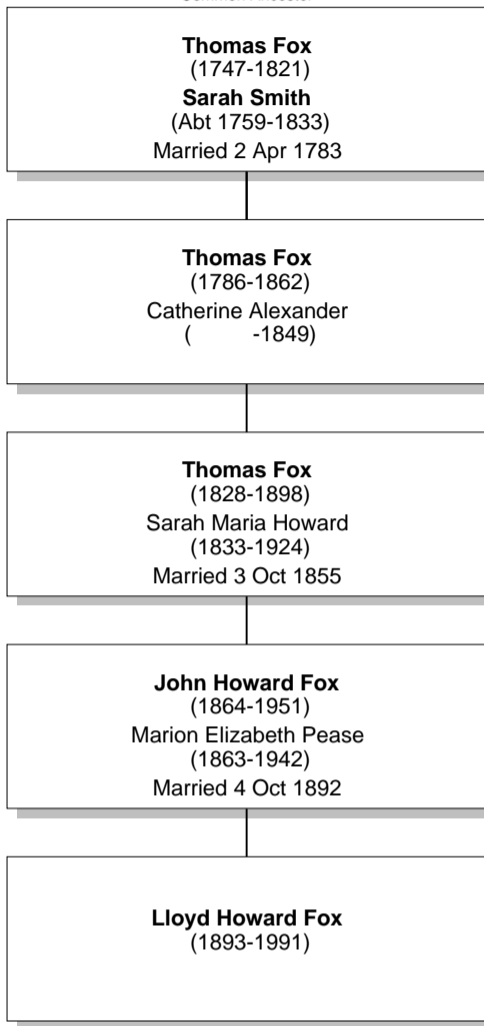 Thomas Fox
(1747-1821)
Sarah Smith
(Abt 1759-1833)
Married 2 Apr 1783
Thomas Fox
(1786-1862)
Catherine Alexander
( -1849)
Thomas Fox
(1828-1898)
Sarah Maria Howard
(1833-1924)
Married 3 Oct 1855
John Howard Fox
(1864-1951)
Marion Elizabeth Pease
(1863-1942)
Married 4 Oct 1892
Lloyd Howard Fox
(1893-1991)